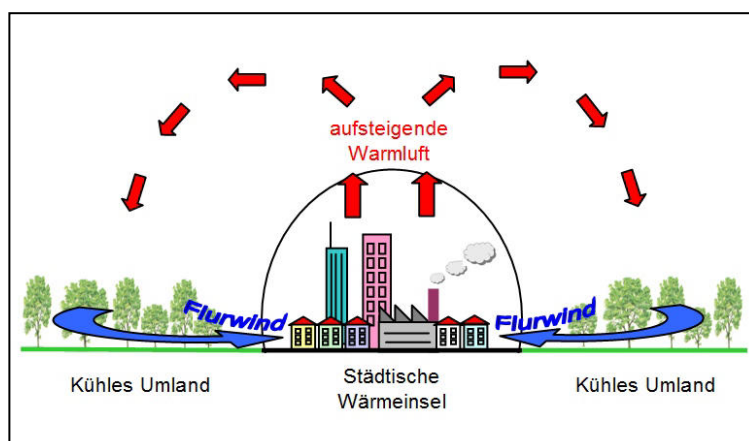 aufsteigende
Warmluft
Flurwind
Flurwind
Kühles Umland
Städtische
Wärmeinsel
Kühles Umland